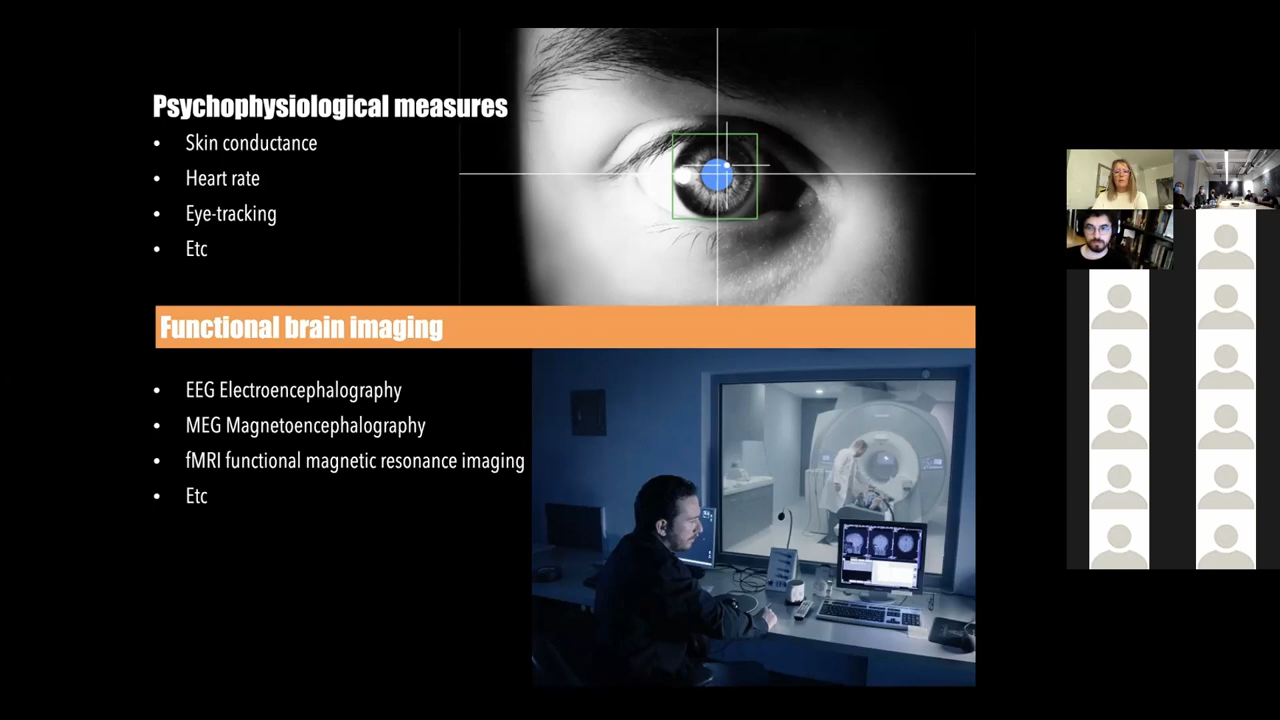 Psychophysiological measures
• Skin conductance
• Heart rate
• Eye-tracking
• Etc
Functional brain imaging
• EEG Electroencephalography
• MEG Magnetoencephalography
• fMRI functional magnetic resonance imaging
• Etc